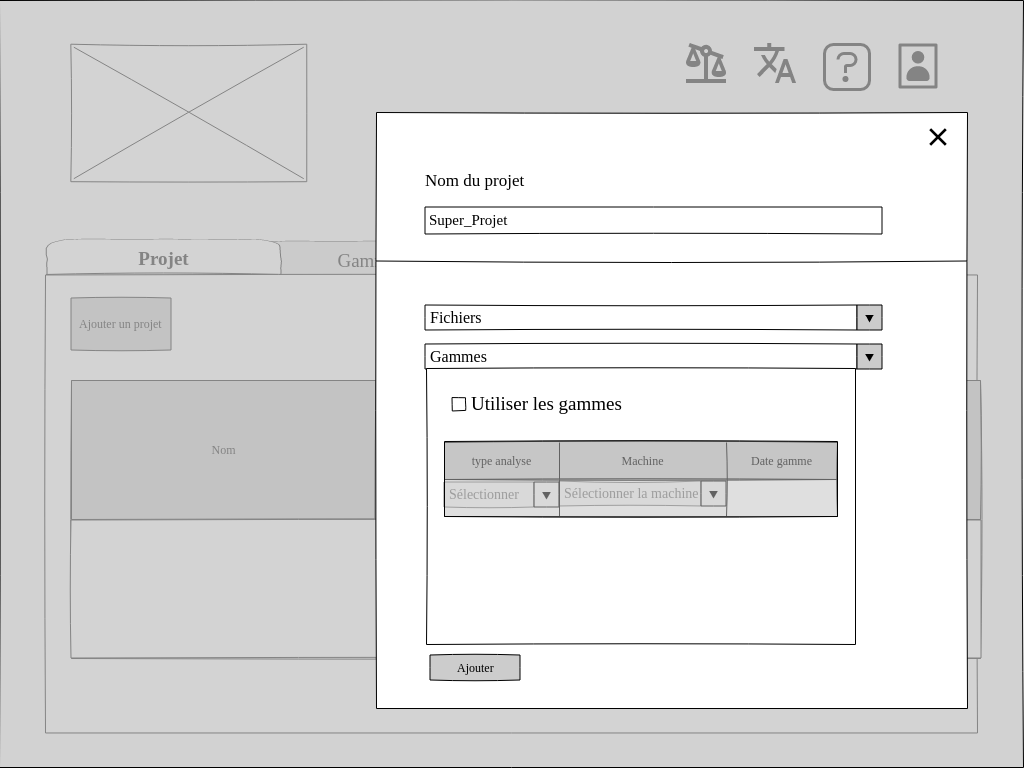 Nom du projet
Super_Projet
Projet
Gam
Ajouter un projet
Fichiers
Gammes
Utiliser les gammes
Nom
type analyse
Machine
Date gamme
Sélectionner
Sélectionner la machine
Ajouter